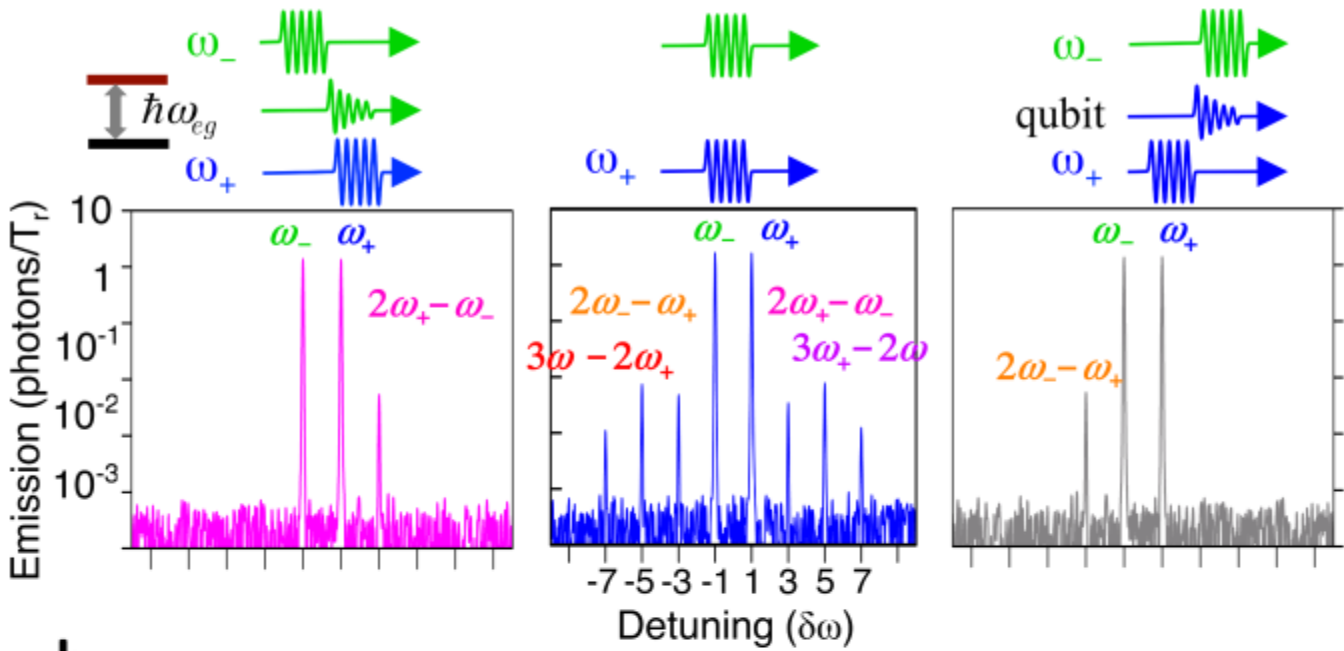 ω₋
ħω_eg
ω₊
ω₋
ω₊
ω₋
qubit
ω₊
Emission (photons/Tᵣ)
10
1
10⁻¹
10⁻²
10⁻³
ω₋ ω₊
2ω₊−ω₋
ω₋ ω₊
2ω₋−ω₊ 2ω₊−ω₋
3ω−2ω₊ 3ω₊−2ω
ω₋ ω₊
2ω₋−ω₊
-7 -5 -3 -1 1 3 5 7
Detuning (δω)